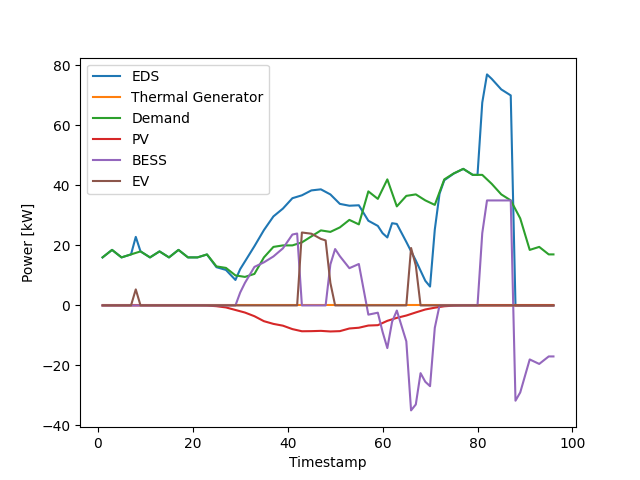 EDS
Thermal Generator
Demand
PV
BESS
EV
80
60
40
20
0
−20
−40
Power [kW]
0 20 40 60 80 100
Timestamp